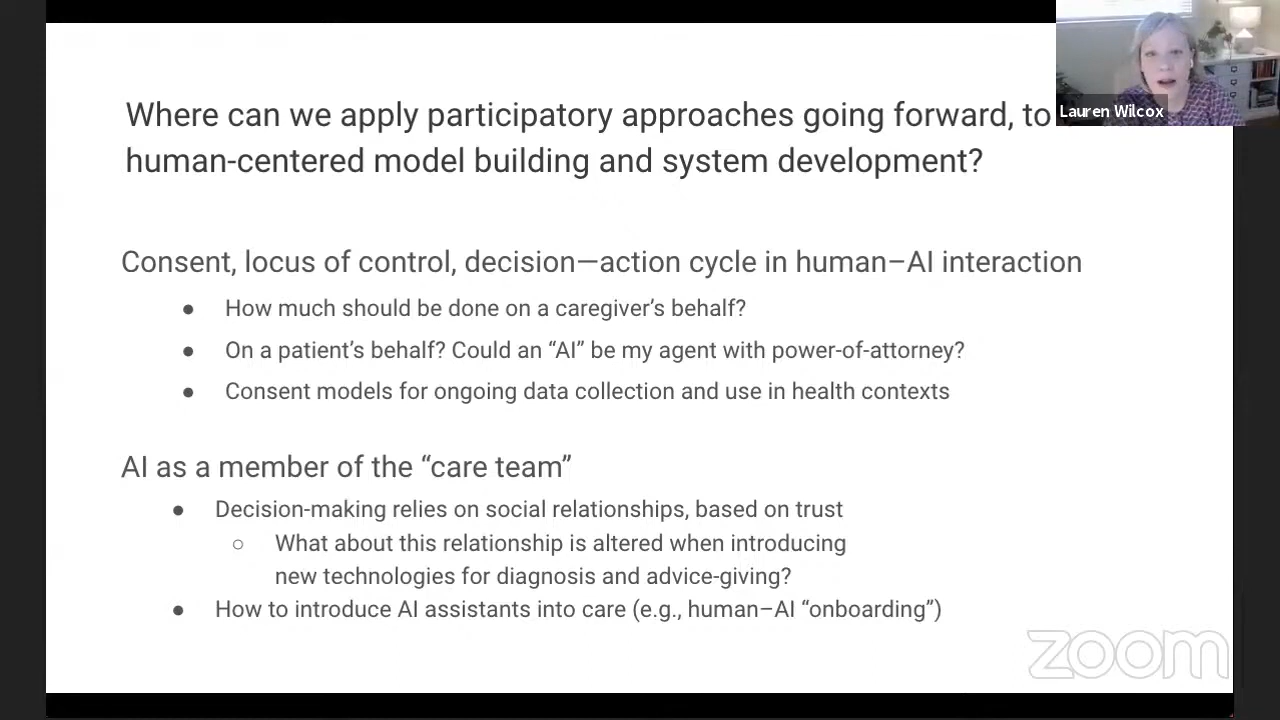 Where can we apply participatory approaches going forward, to
human-centered model building and system development?
Lauren Wilcox
Consent, locus of control, decision—action cycle in human–AI interaction
● How much should be done on a caregiver’s behalf?
● On a patient’s behalf? Could an “AI” be my agent with power-of-attorney?
● Consent models for ongoing data collection and use in health contexts
AI as a member of the “care team”
● Decision-making relies on social relationships, based on trust
○ What about this relationship is altered when introducing
new technologies for diagnosis and advice-giving?
● How to introduce AI assistants into care (e.g., human–AI “onboarding”)
zoom